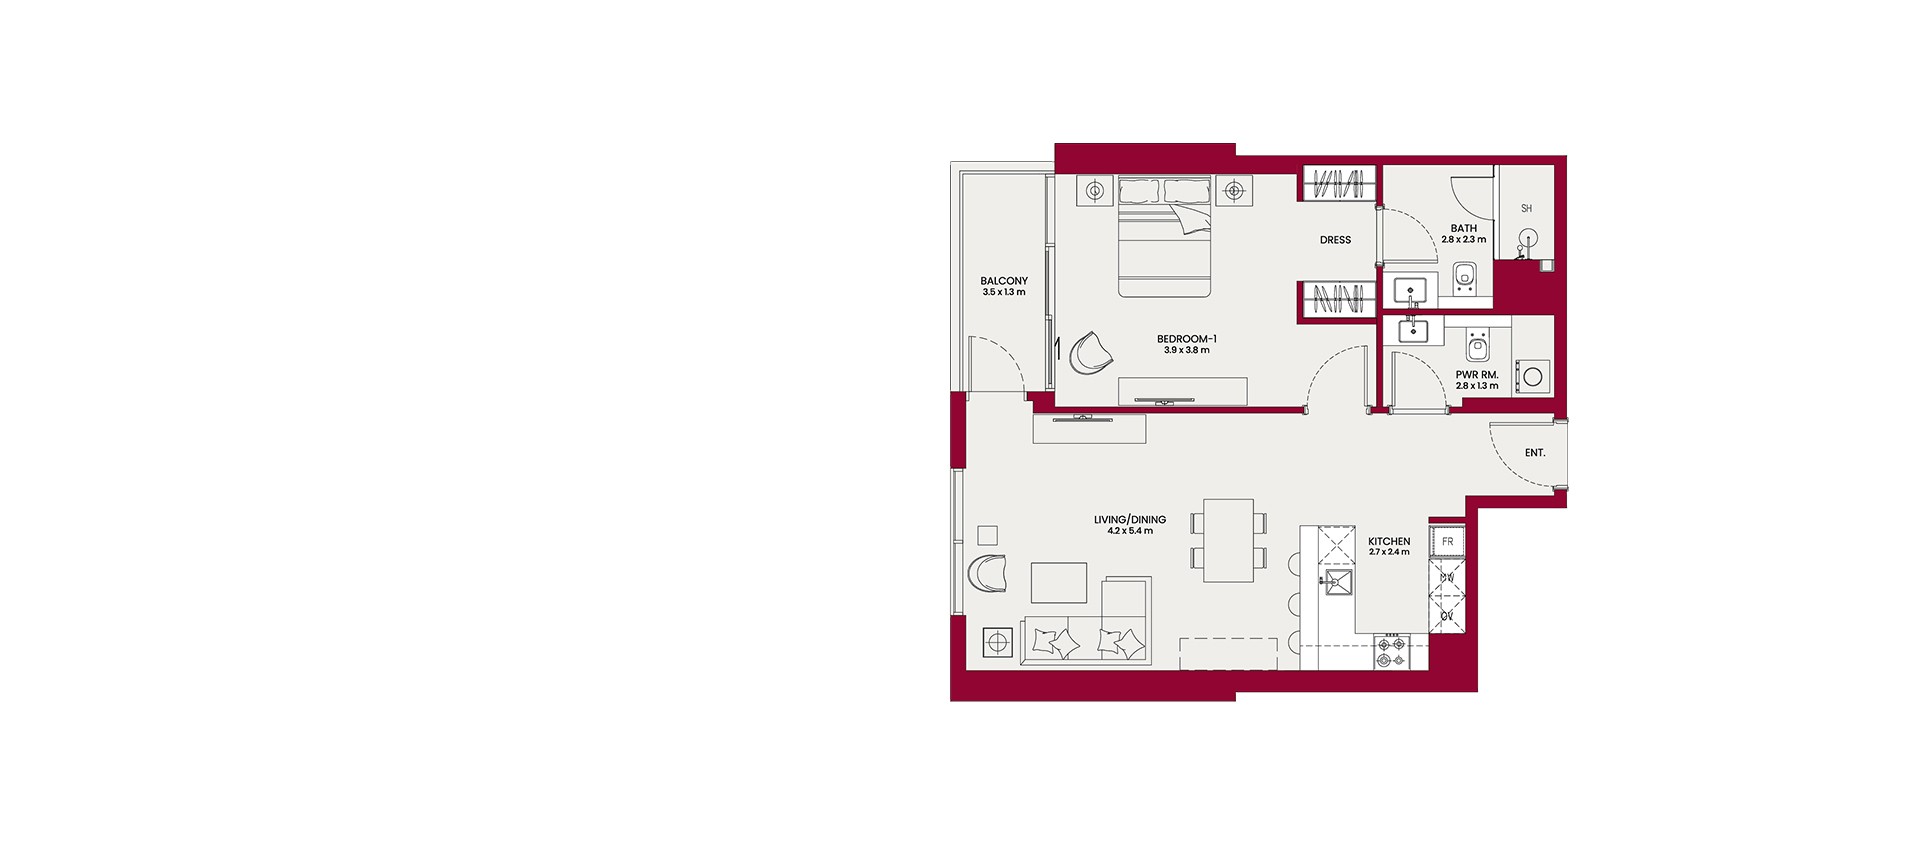 SH
BATH
2.8 x 2.3 m
DRESS
BALCONY
3.5 x 1.3 m
BEDROOM-1
3.9 x 3.8 m
PWR RM.
2.8 x 1.3 m
ENT.
LIVING/DINING
4.2 x 5.4 m
KITCHEN
2.7 x 2.4 m
FR
MW
OV